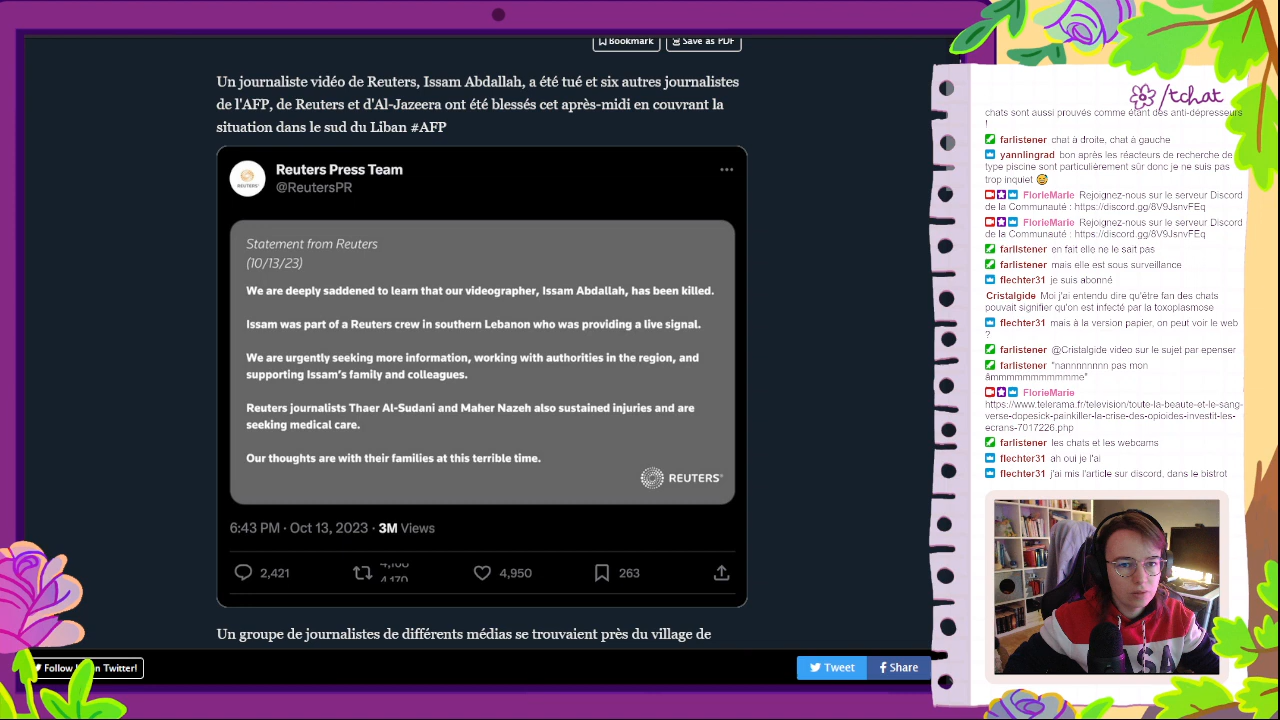 Bookmark
Save as PDF
Un journaliste vidéo de Reuters, Issam Abdallah, a été tué et six autres journalistes
de l'AFP, de Reuters et d'Al-Jazeera ont été blessés cet après-midi en couvrant la
situation dans le sud du Liban #AFP
Reuters Press Team
@ReutersPR
Statement from Reuters
(10/13/23)
We are deeply saddened to learn that our videographer, Issam Abdallah, has been killed.
Issam was part of a Reuters crew in southern Lebanon who was providing a live signal.
We are urgently seeking more information, working with authorities in the region, and
supporting Issam's family and colleagues.
Reuters journalists Thaer Al-Sudani and Maher Nazeh also sustained injuries and are
seeking medical care.
Our thoughts are with their families at this terrible time.
REUTERS
6:43 PM · Oct 13, 2023 · 3M Views
2,421
4,950
263
Un groupe de journalistes de différents médias se trouvaient près du village de
Tweet
Share
/tchat
chats sont aussi prouvés comme étant des anti-dépresseurs
!
farlistener chat à droite, chat à gauche
yannlingrad bon après les réacteurs de recherche de
type piscine sont particulièrement sûr donc je ne suis pas
trop inquiet 😅
FlorieMarie Rejoignez-nous sur le serveur Discord
de la Communauté : https://discord.gg/8V9JsnvFEq
FlorieMarie Rejoignez-nous sur le serveur Discord
de la Communauté : https://discord.gg/8V9JsnvFEq
farlistener en fait elle ne le sait pas
farlistener mais elle est sous surveillance
flechter31 je suis abonné
Cristalgide Moi j'ai entendu dire qu'être fan des chats
pouvait signifier qu'on est infecté par la toxoplasmose
flechter31 mais à la version papier, on peut voir le web
?
farlistener @Cristalgide video sur le sujet par epenser
farlistener "nannnnnnnn pas mon
âmmmmmmmmmmme"
FlorieMarie
https://www.telerama.fr/television/toute-la-beaute-et-le-sang-
verse-dopesick-painkiller-la-crise-des-opioides-investit-les-
ecrans-7017226.php
farlistener les chats et les webcams
flechter31 ah oui je l'ai
flechter31 j'ai mis l'article sur discord, dans le bistrot